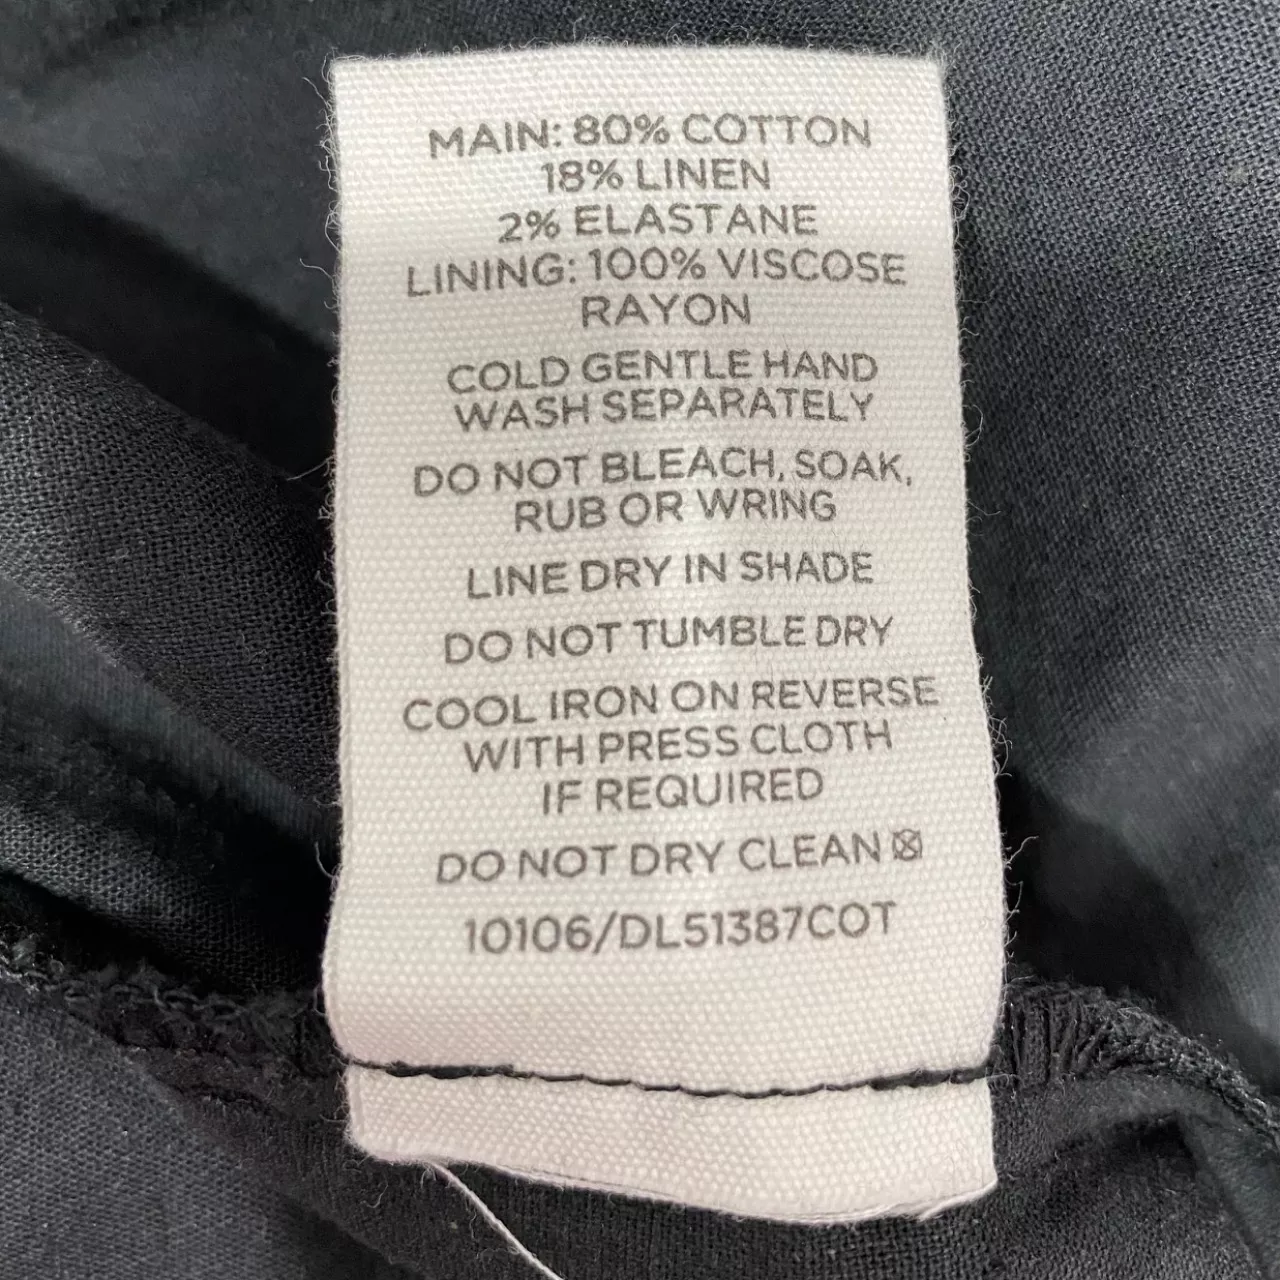 MAIN: 80% COTTON
18% LINEN
2% ELASTANE
LINING: 100% VISCOSE
RAYON
COLD GENTLE HAND
WASH SEPARATELY
DO NOT BLEACH, SOAK,
RUB OR WRING
LINE DRY IN SHADE
DO NOT TUMBLE DRY
COOL IRON ON REVERSE
WITH PRESS CLOTH
IF REQUIRED
DO NOT DRY CLEAN
10106/DL51387COT